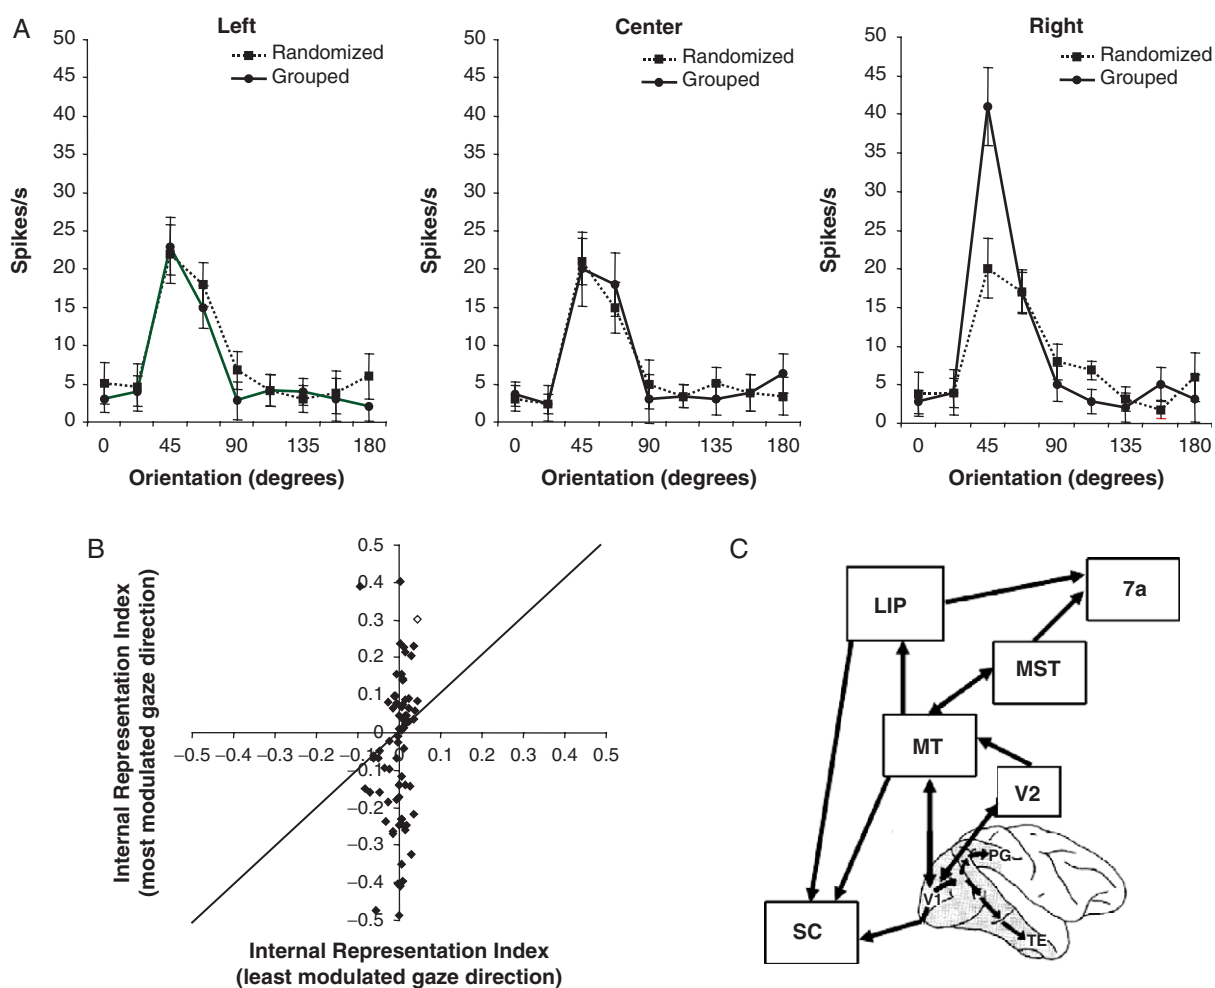 A
Left
Randomized
Grouped
50
45
40
35
30
25
20
15
10
5
0
Spikes/s
0 45 90 135 180
Orientation (degrees)
Center
Randomized
Grouped
50
45
40
35
30
25
20
15
10
5
0
Spikes/s
0 45 90 135 180
Orientation (degrees)
Right
Randomized
Grouped
50
45
40
35
30
25
20
15
10
5
0
Spikes/s
0 45 90 135 180
Orientation (degrees)
B
Internal Representation Index
(most modulated gaze direction)
0.5
0.4
0.3
0.2
0.1
0
−0.1
−0.2
−0.3
−0.4
−0.5
−0.5 −0.4 −0.3 −0.2 −0.1 0 0.1 0.2 0.3 0.4 0.5
Internal Representation Index
(least modulated gaze direction)
C
LIP
7a
MST
MT
V2
PG
V1
SC
TE